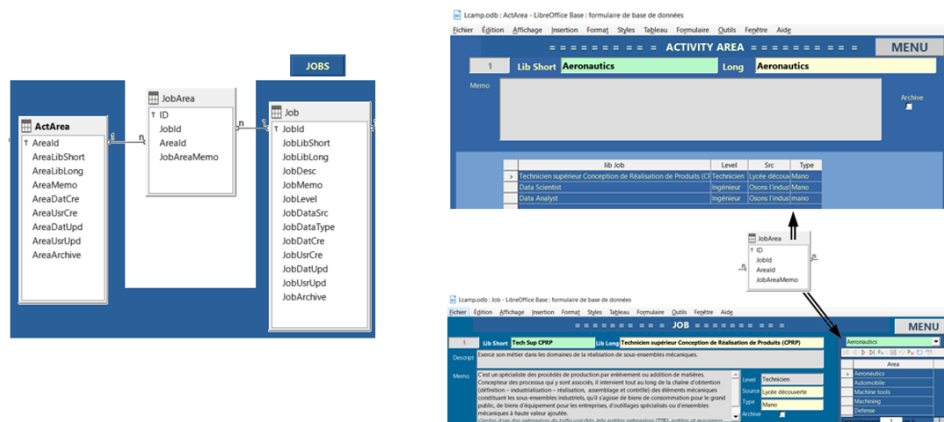 JOBS
ActArea
AreaId
AreaLibShort
AreaLibLong
AreaMemo
AreaDatCre
AreaUsrCre
AreaDatUpd
AreaUsrUpd
AreaArchive
1
n
JobArea
ID
JobId
AreaId
JobAreaMemo
n
1
Job
JobId
JobLibShort
JobLibLong
JobDesc
JobMemo
JobLevel
JobDataSrc
JobDataType
JobDatCre
JobUsrCre
JobDatUpd
JobUsrUpd
JobArchive
Lcamp.odb : ActArea - LibreOffice Base : formulaire de base de données
Fichier Édition Affichage Insertion Format Styles Tableau Formulaire Outils Fenêtre Aide
= = = = = = = = = ACTIVITY AREA = = = = = = = = =
MENU
1 Lib Short Aeronautics Long Aeronautics
Memo
Archive
lib Job Level Src Type
Technicien supérieur Conception de Réalisation de Produits (CP Technicien Lycée décou Mano
Data Scientist Ingénieur Osons l'indus Mano
Data Analyst Ingénieur Osons l'indus mano
JobArea
ID
JobId
AreaId
JobAreaMemo
n
n
Lcamp.odb : Job - LibreOffice Base : formulaire de base de données
Fichier Édition Affichage Insertion Format Styles Tableau Formulaire Outils Fenêtre Aide
= = = = = = = = = JOB = = = = = = = = =
MENU
1 Lib Short Tech Sup CPRP Lib Long Technicien supérieur Conception de Réalisation de Produits (CPRP)
Descript Exerce son métier dans les domaines de la réalisation de sous-ensembles mécaniques.
Memo C'est un spécialiste des procédés de production par enlèvement ou addition de matières.
Concepteur des processus qui y sont associés, il intervient tout au long de la chaîne d'obtention
(définition – industrialisation – réalisation, assemblage et contrôle) des éléments mécaniques
constituant les sous-ensembles industriels, qu'il s'agisse de biens de consommation pour le grand
public, de biens d'équipement pour les entreprises, d'outillages spécialisés ou d'ensembles
mécaniques à haute valeur ajoutée.
Level Technicien
Source Lycée découverte
Type Mano
Archive
Aeronautics
Area
Aeronautics
Automobile
Machine tools
Machining
Defense
1